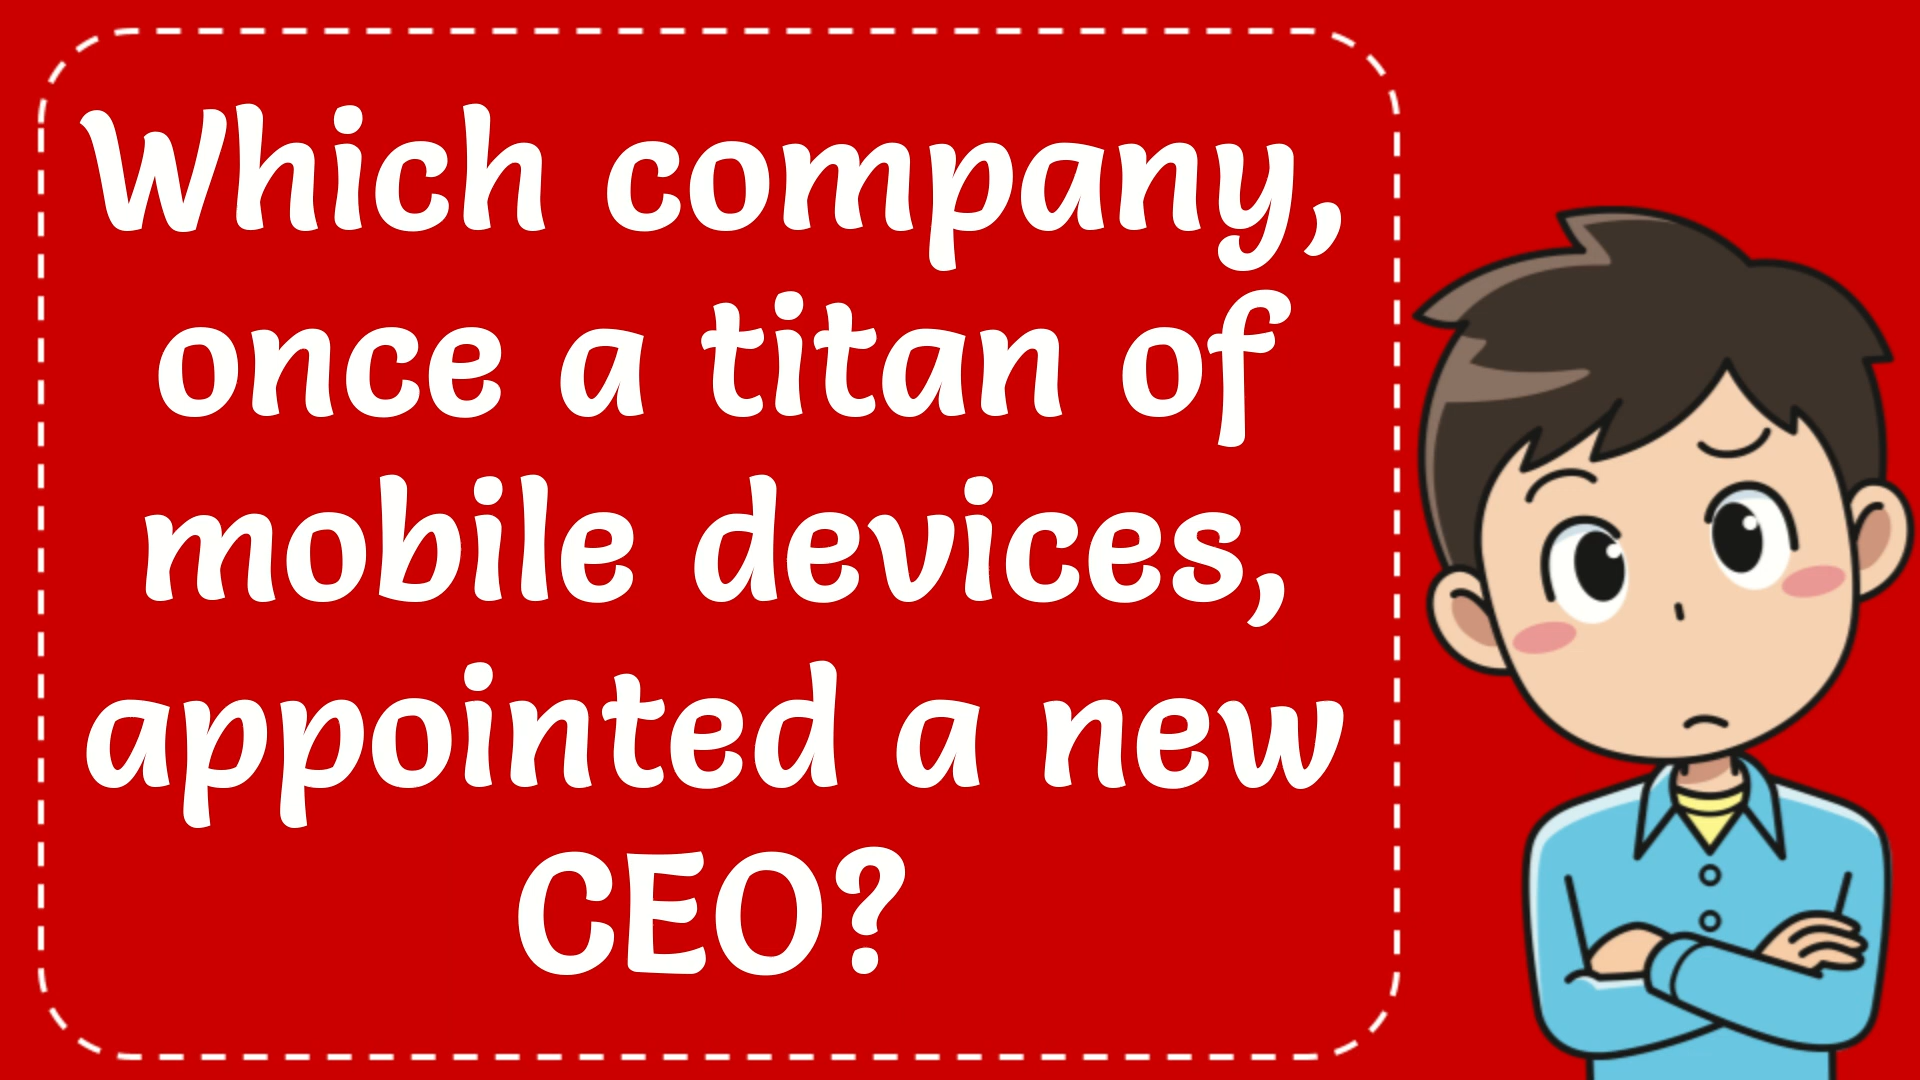 Which company,
once a titan of
mobile devices,
appointed a new
CEO?